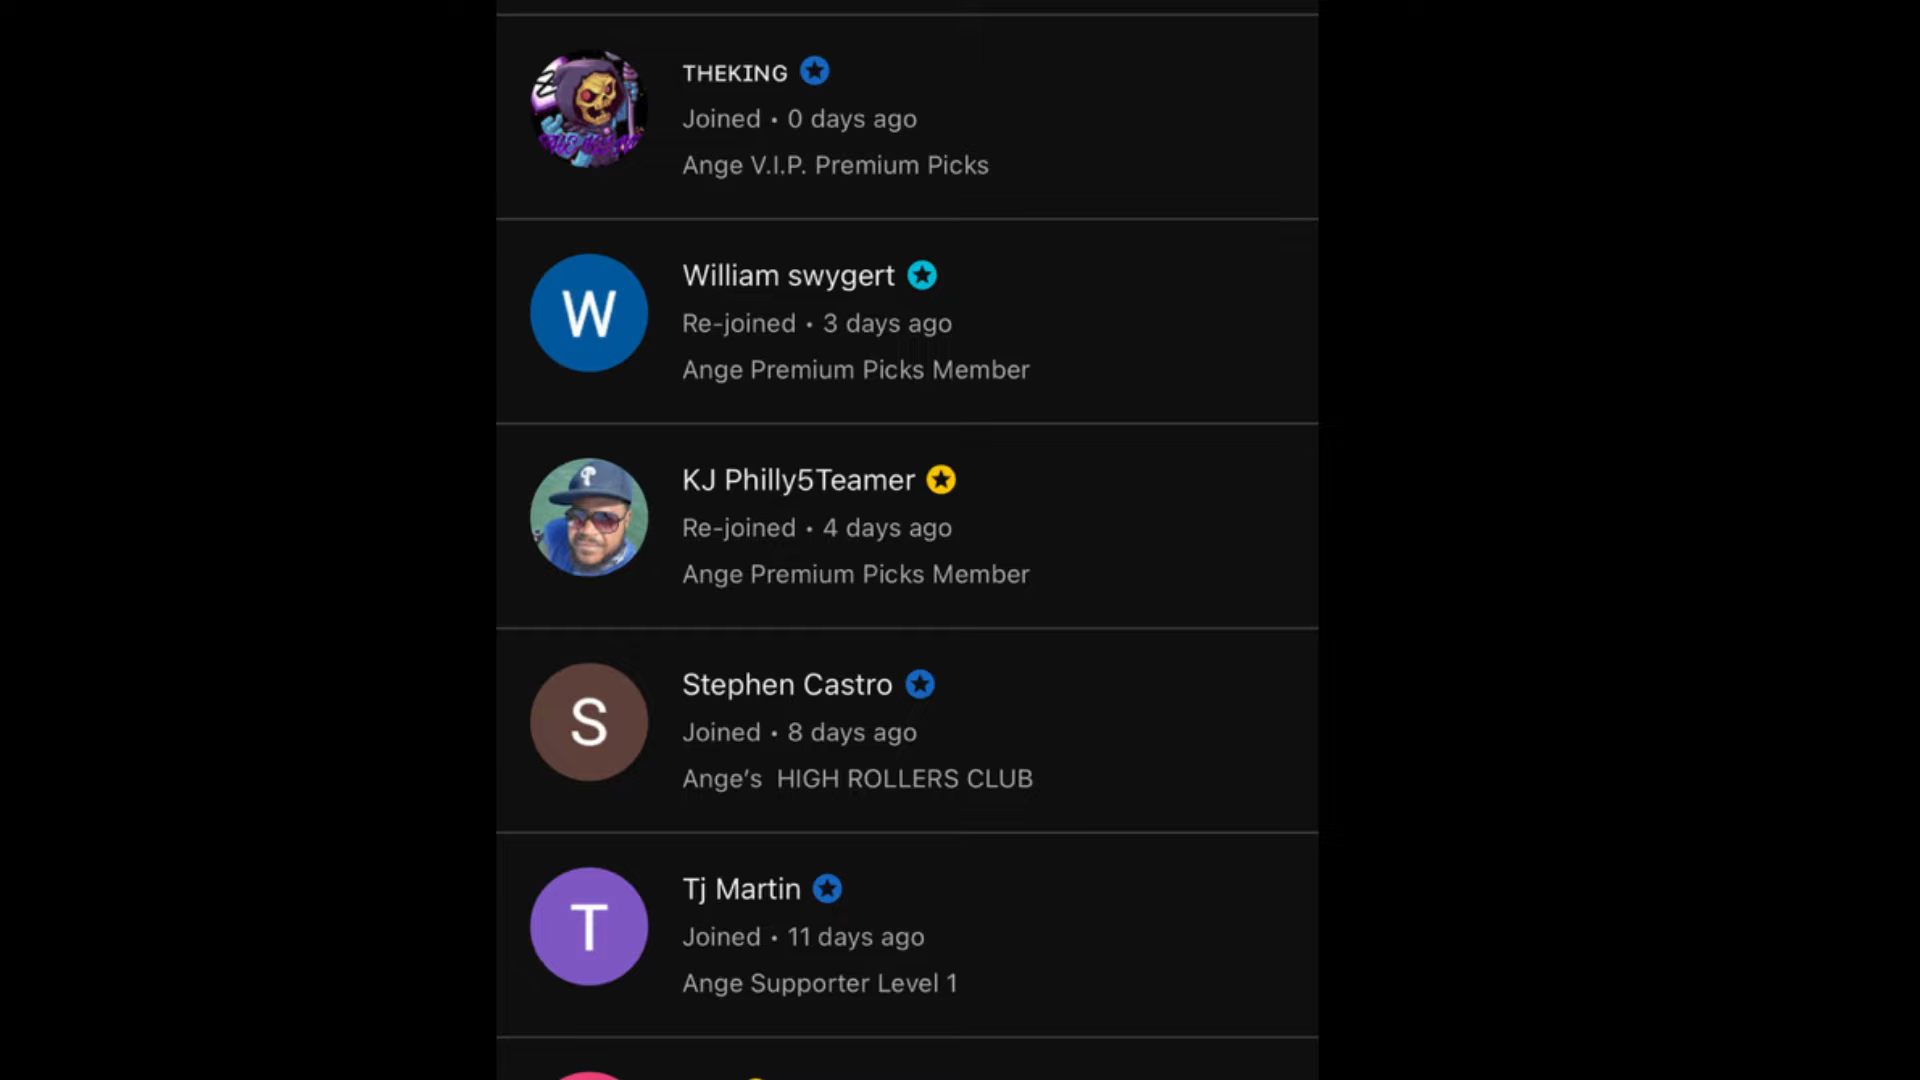 THEKING
Joined • 0 days ago
Ange V.I.P. Premium Picks
W
William swygert
Re-joined • 3 days ago
Ange Premium Picks Member
P
KJ Philly5Teamer
Re-joined • 4 days ago
Ange Premium Picks Member
S
Stephen Castro
Joined • 8 days ago
Ange’s  HIGH ROLLERS CLUB
T
Tj Martin
Joined • 11 days ago
Ange Supporter Level 1